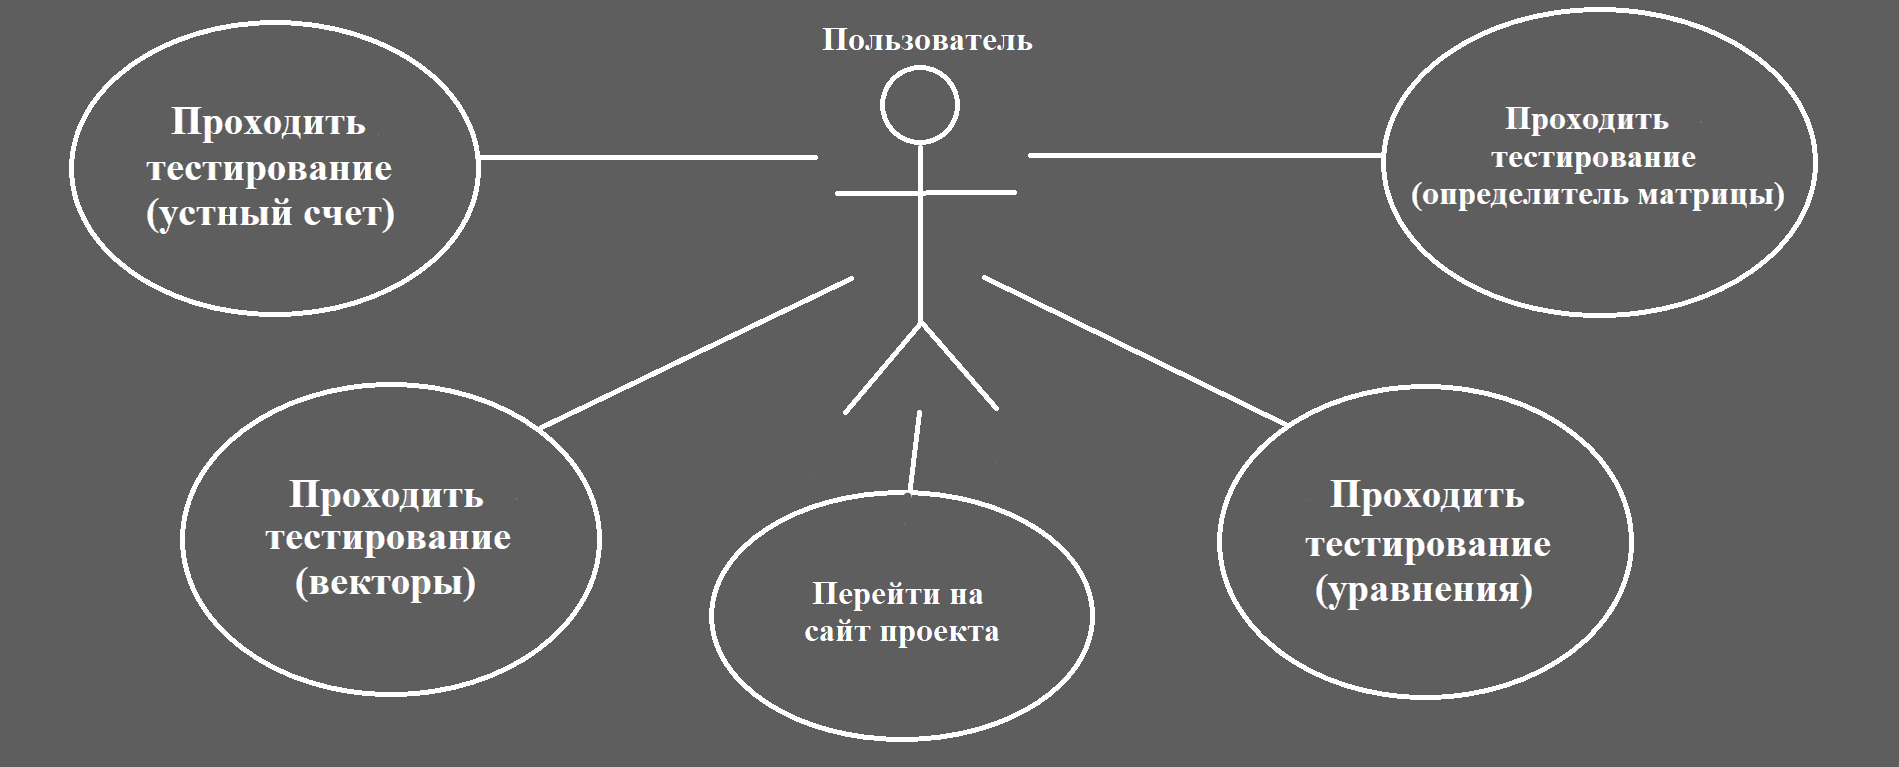 Пользователь
Проходить
тестирование
(устный счет)
Проходить
тестирование
(определитель матрицы)
Проходить
тестирование
(векторы)
Перейти на
сайт проекта
Проходить
тестирование
(уравнения)